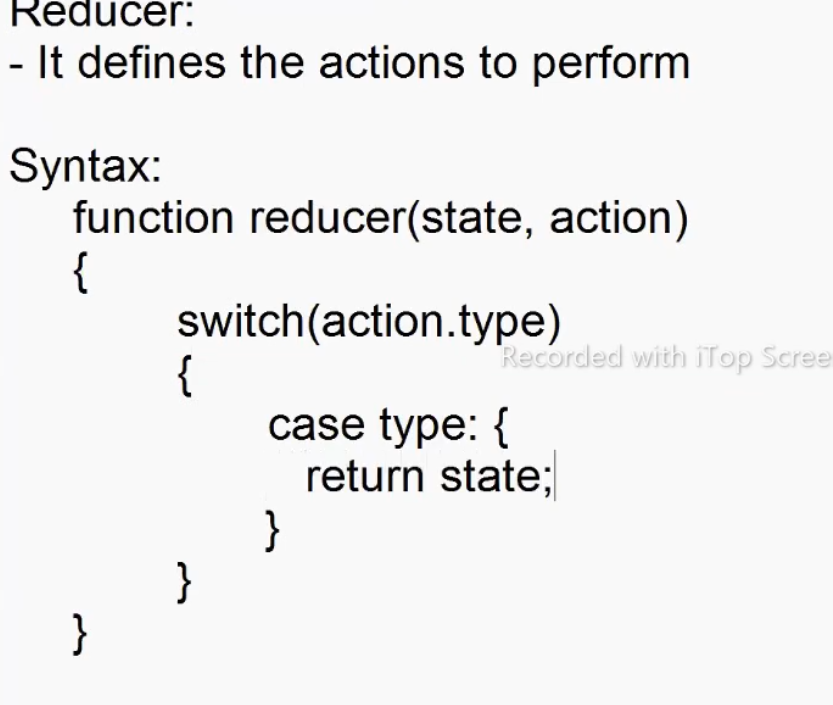 Reducer:
- It defines the actions to perform
Syntax:
function reducer(state, action)
{
switch(action.type)
Recorded with iTop Scree
{
case type: {
return state;
}
}
}